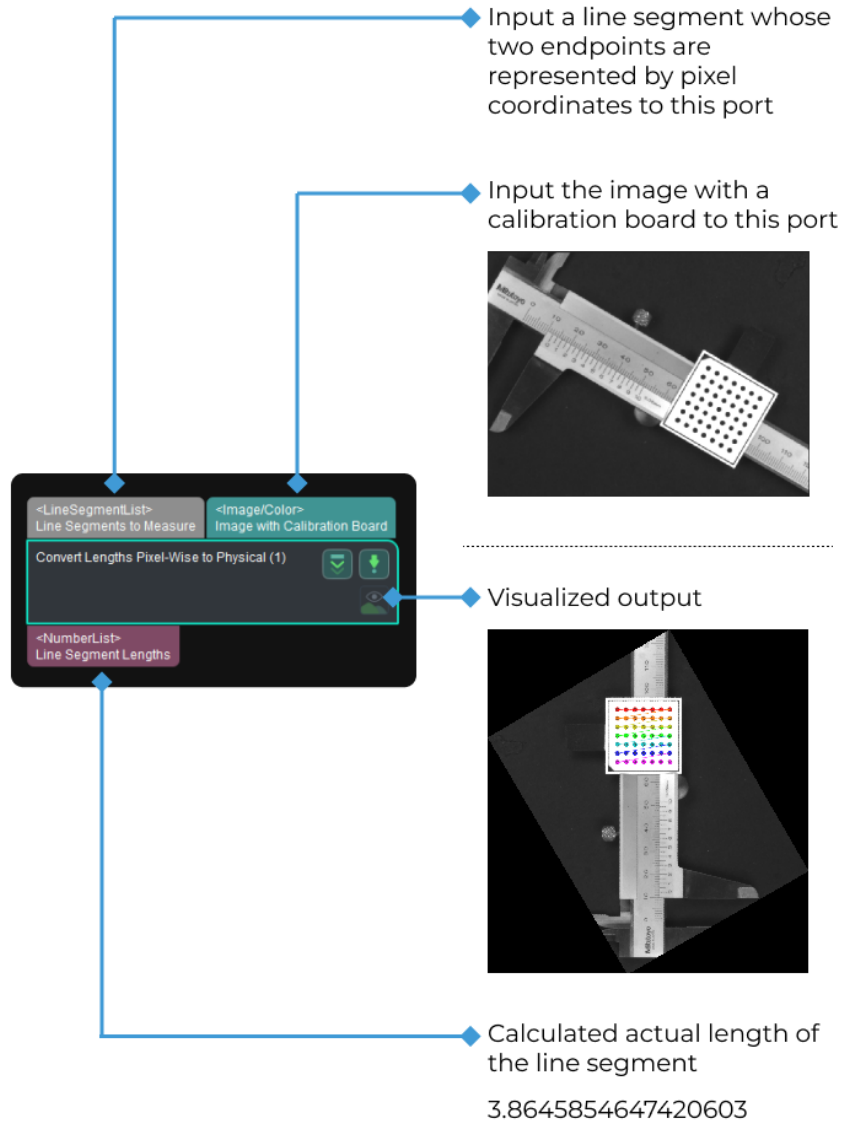 Input a line segment whose
two endpoints are
represented by pixel
coordinates to this port
Input the image with a
calibration board to this port
Mitutoyo
<LineSegmentList>
Line Segments to Measure
<Image/Color>
Image with Calibration Board
Convert Lengths Pixel-Wise to Physical (1)
<NumberList>
Line Segment Lengths
Visualized output
Mitutoyo
Calculated actual length of
the line segment
3.8645854647420603